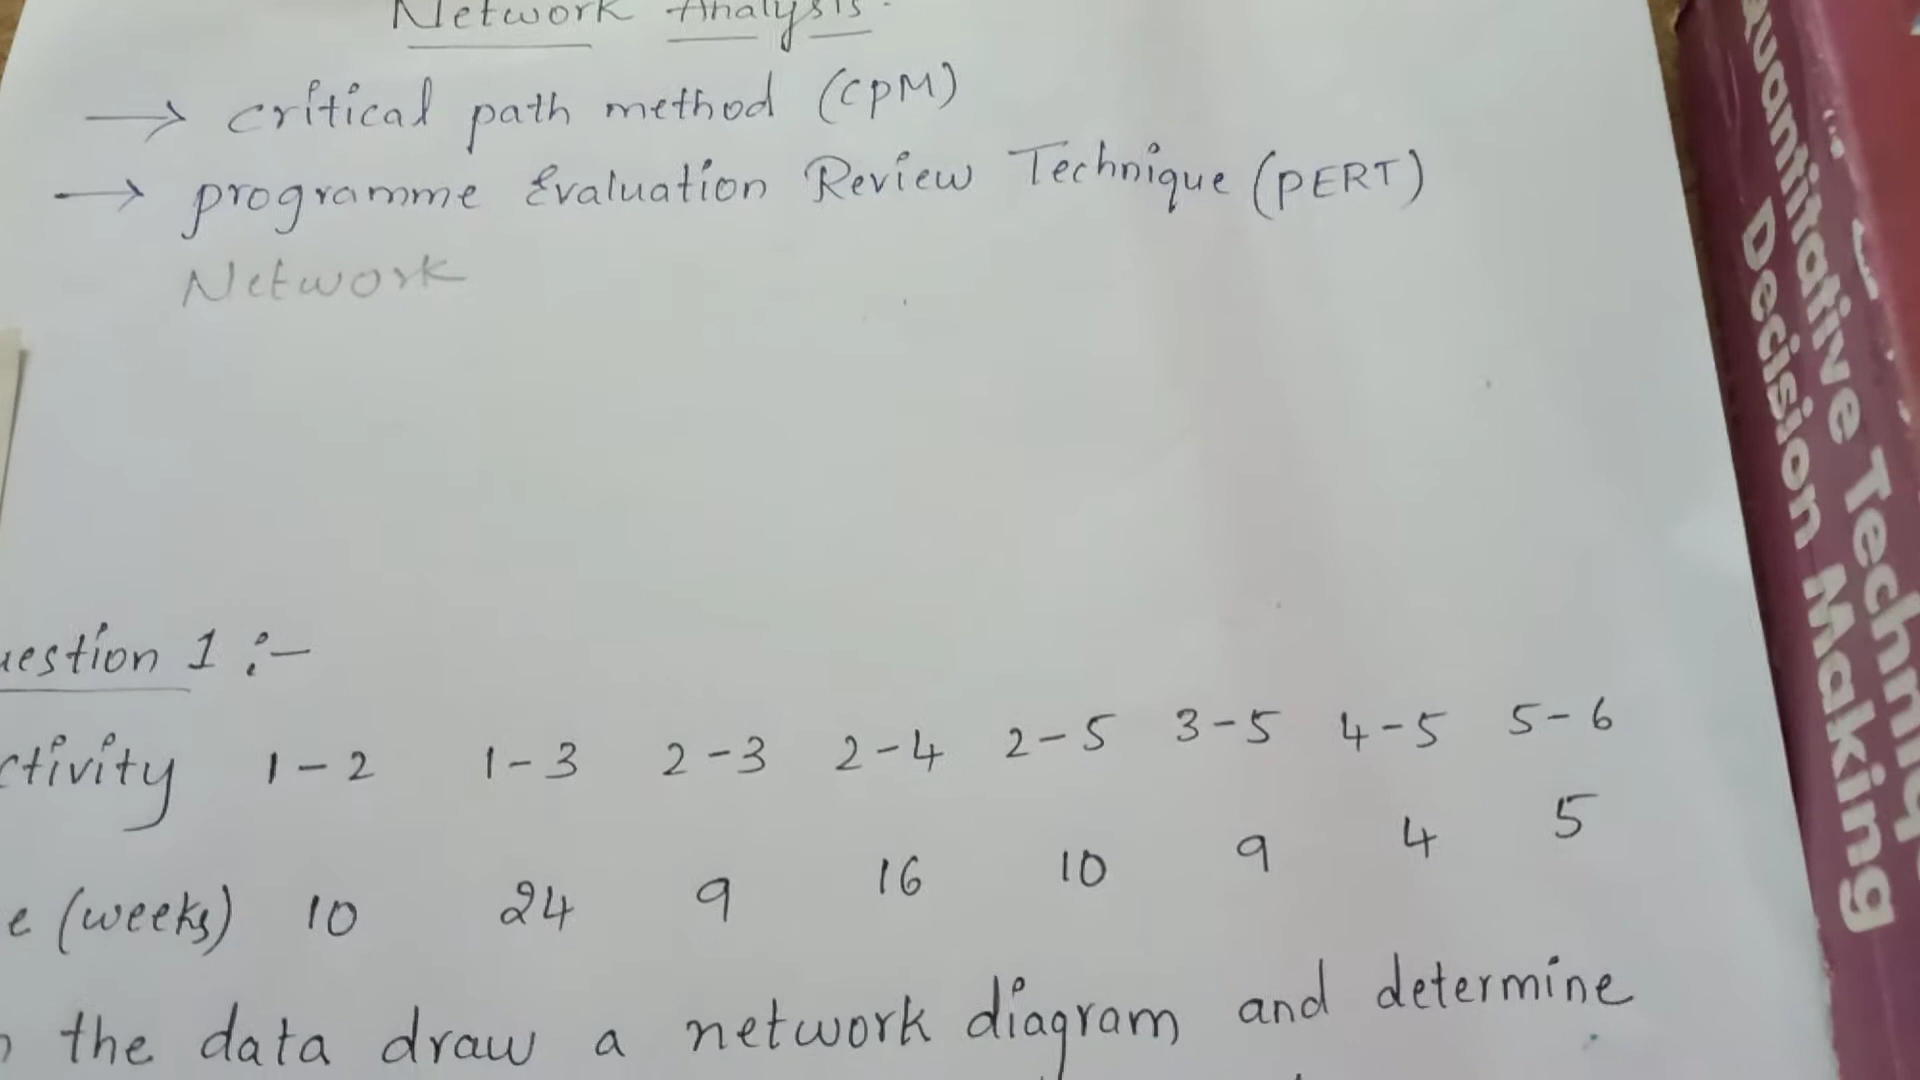 Network Analysis.
→ critical path method (CPM)
→ programme Evaluation Review Technique (PERT)
Network
uestion 1 :-
ctivity 1-2 1-3 2-3 2-4 2-5 3-5 4-5 5-6
e (weeks) 10 24 9 16 10 9 4 5
the data draw a network diagram and determine
Quantitative Techniq
Decision Making